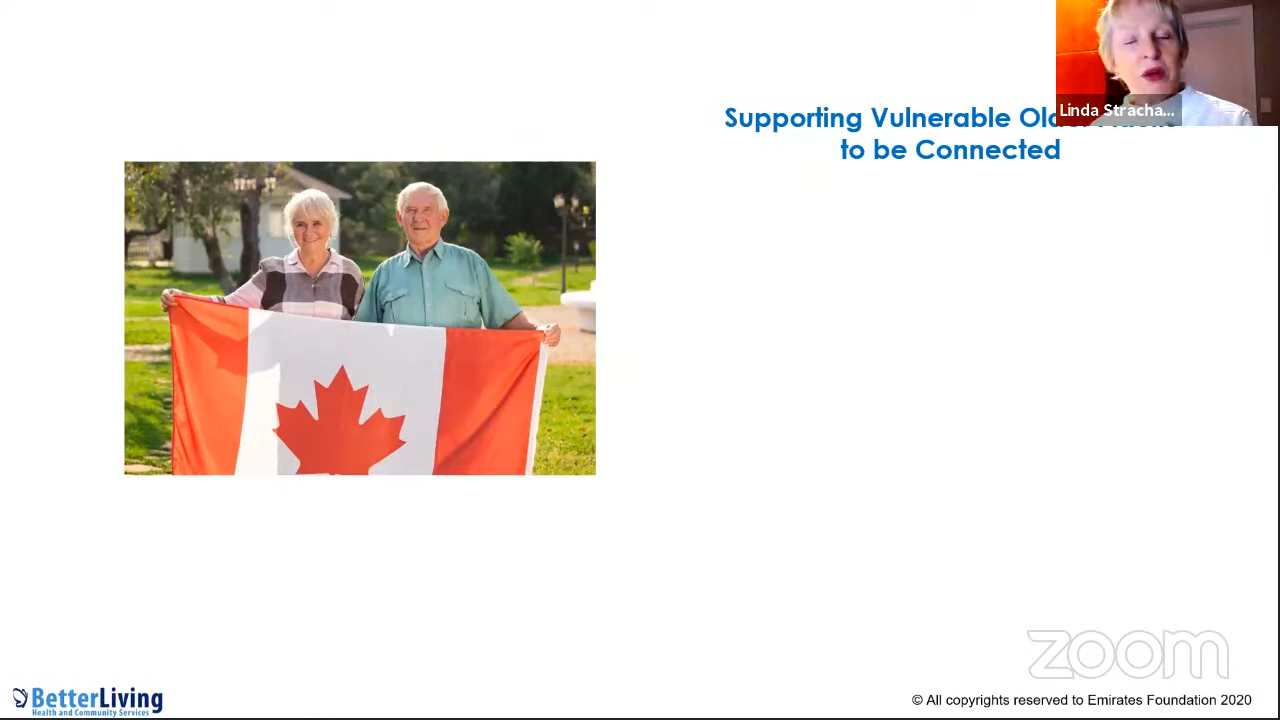 Linda Stracha...
Supporting Vulnerable
to be Connected
zoom
BetterLiving
Health and Community Services
© All copyrights reserved to Emirates Foundation 2020